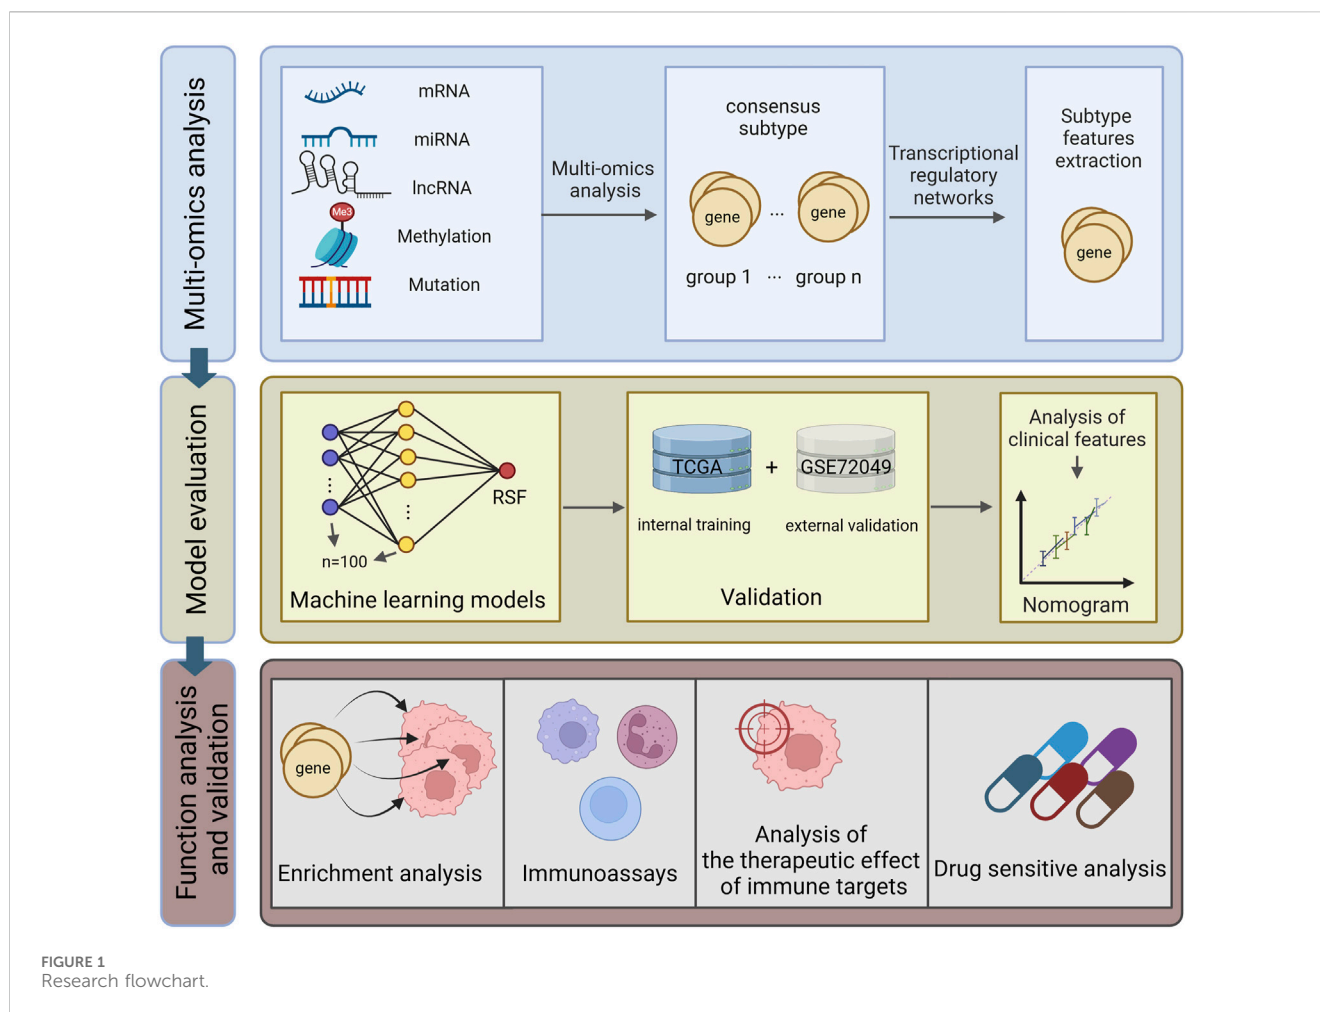 Multi-omics analysis
mRNA
miRNA
lncRNA
Me3
Methylation
Mutation
Multi-omics
analysis
consensus
subtype
gene
...
gene
group 1 ... group n
Transcriptional
regulatory
networks
Subtype
features
extraction
gene
Model evaluation
RSF
n=100
Machine learning models
TCGA
+
GSE72049
internal training
external validation
Validation
Analysis of
clinical features
Nomogram
Function analysis
and validation
gene
Enrichment analysis
Immunoassays
Analysis of
the therapeutic effect
of immune targets
Drug sensitive analysis
FIGURE 1
Research flowchart.